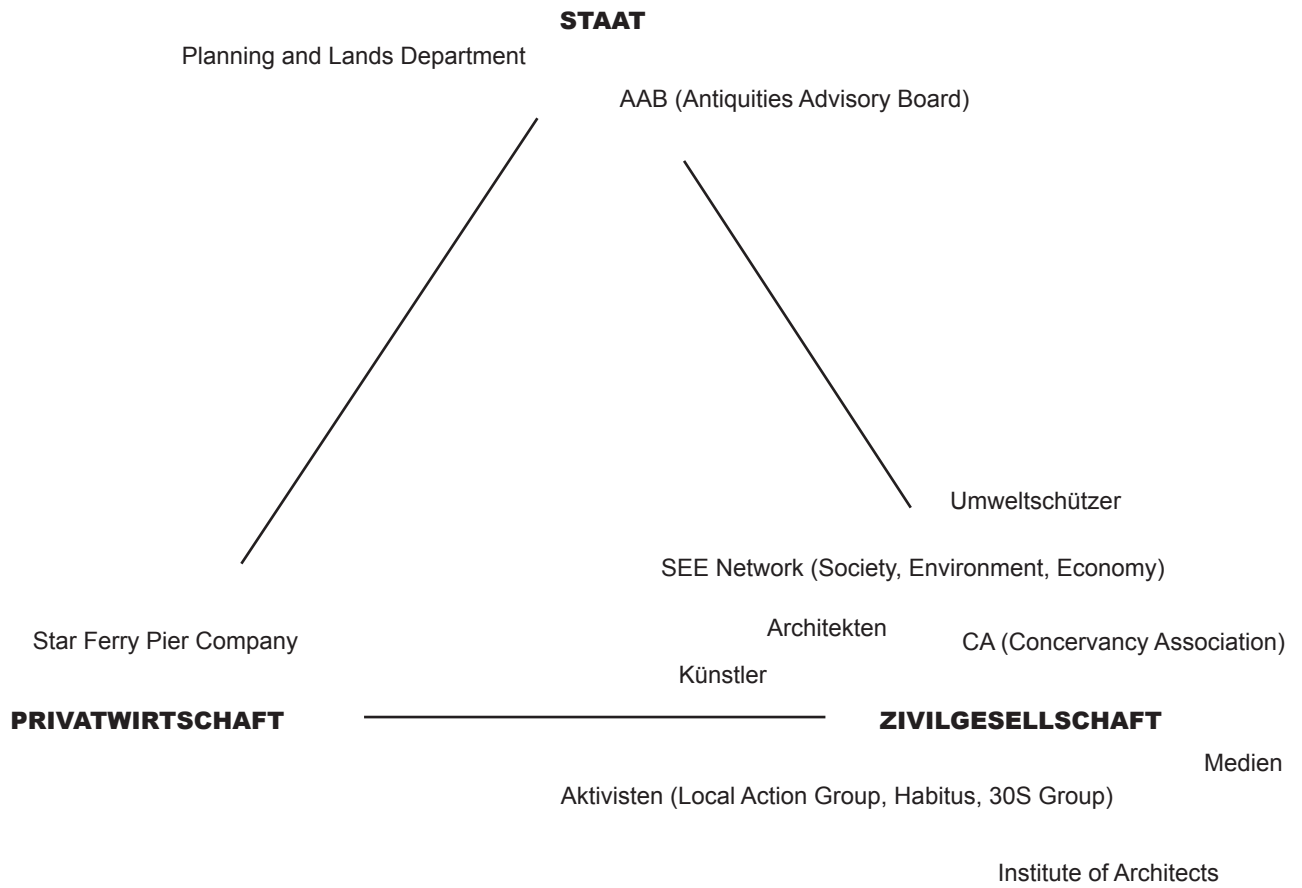 STAAT
Planning and Lands Department
AAB (Antiquities Advisory Board)
Umweltschützer
SEE Network (Society, Environment, Economy)
Architekten
Star Ferry Pier Company
CA (Concervancy Association)
Künstler
PRIVATWIRTSCHAFT
ZIVILGESELLSCHAFT
Medien
Aktivisten (Local Action Group, Habitus, 30S Group)
Institute of Architects